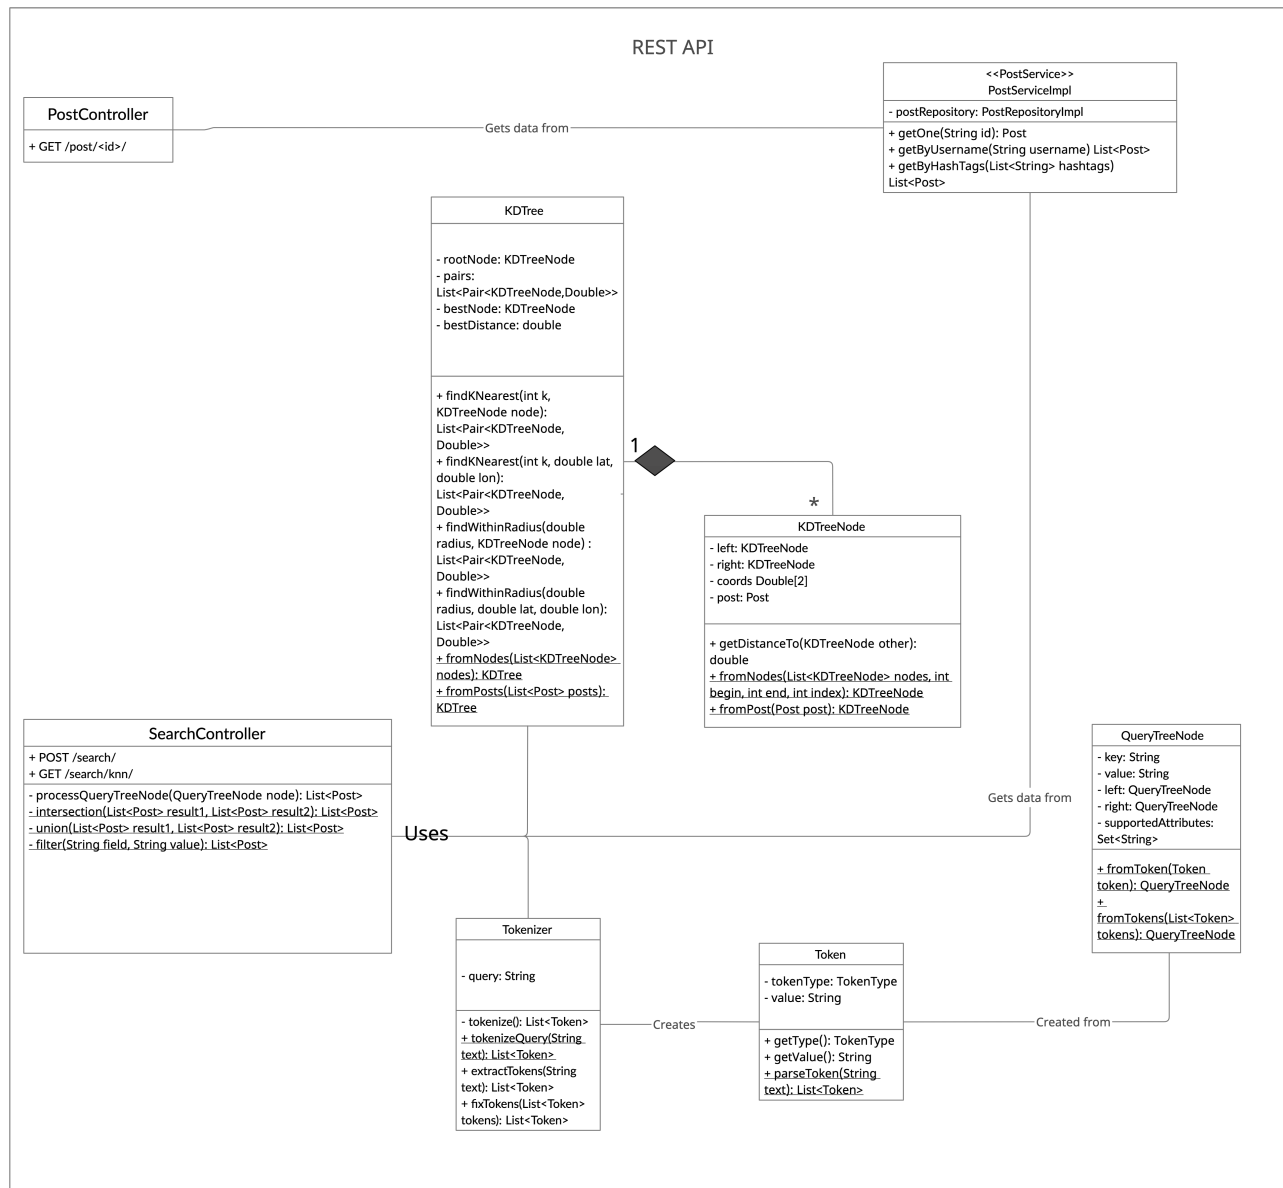 REST API
PostController
+ GET /post/<id>/
Gets data from
<<PostService>>
PostServiceImpl
- postRepository: PostRepositoryImpl
+ getOne(String id): Post
+ getByUsername(String username) List<Post>
+ getByHashTags(List<String> hashtags)
List<Post>
KDTree
- rootNode: KDTreeNode
- pairs:
List<Pair<KDTreeNode,Double>>
- bestNode: KDTreeNode
- bestDistance: double
+ findKNearest(int k,
KDTreeNode node):
List<Pair<KDTreeNode,
Double>>
+ findKNearest(int k, double lat,
double lon):
List<Pair<KDTreeNode,
Double>>
+ findWithinRadius(double
radius, KDTreeNode node) :
List<Pair<KDTreeNode,
Double>>
+ findWithinRadius(double
radius, double lat, double lon):
List<Pair<KDTreeNode,
Double>>
+ fromNodes(List<KDTreeNode>
nodes): KDTree
+ fromPosts(List<Post> posts):
KDTree
1
*
KDTreeNode
- left: KDTreeNode
- right: KDTreeNode
- coords Double[2]
- post: Post
+ getDistanceTo(KDTreeNode other):
double
+ fromNodes(List<KDTreeNode> nodes, int
begin, int end, int index): KDTreeNode
+ fromPost(Post post): KDTreeNode
SearchController
+ POST /search/
+ GET /search/knn/
- processQueryTreeNode(QueryTreeNode node): List<Post>
- intersection(List<Post> result1, List<Post> result2): List<Post>
- union(List<Post> result1, List<Post> result2): List<Post>
- filter(String field, String value): List<Post>
Uses
Gets data from
QueryTreeNode
- key: String
- value: String
- left: QueryTreeNode
- right: QueryTreeNode
- supportedAttributes:
Set<String>
+ fromToken(Token
token): QueryTreeNode
+
fromTokens(List<Token>
tokens): QueryTreeNode
Tokenizer
- query: String
- tokenize(): List<Token>
+ tokenizeQuery(String
text): List<Token>
+ extractTokens(String
text): List<Token>
+ fixTokens(List<Token>
tokens): List<Token>
Creates
Token
- tokenType: TokenType
- value: String
+ getType(): TokenType
+ getValue(): String
+ parseToken(String
text): List<Token>
Created from